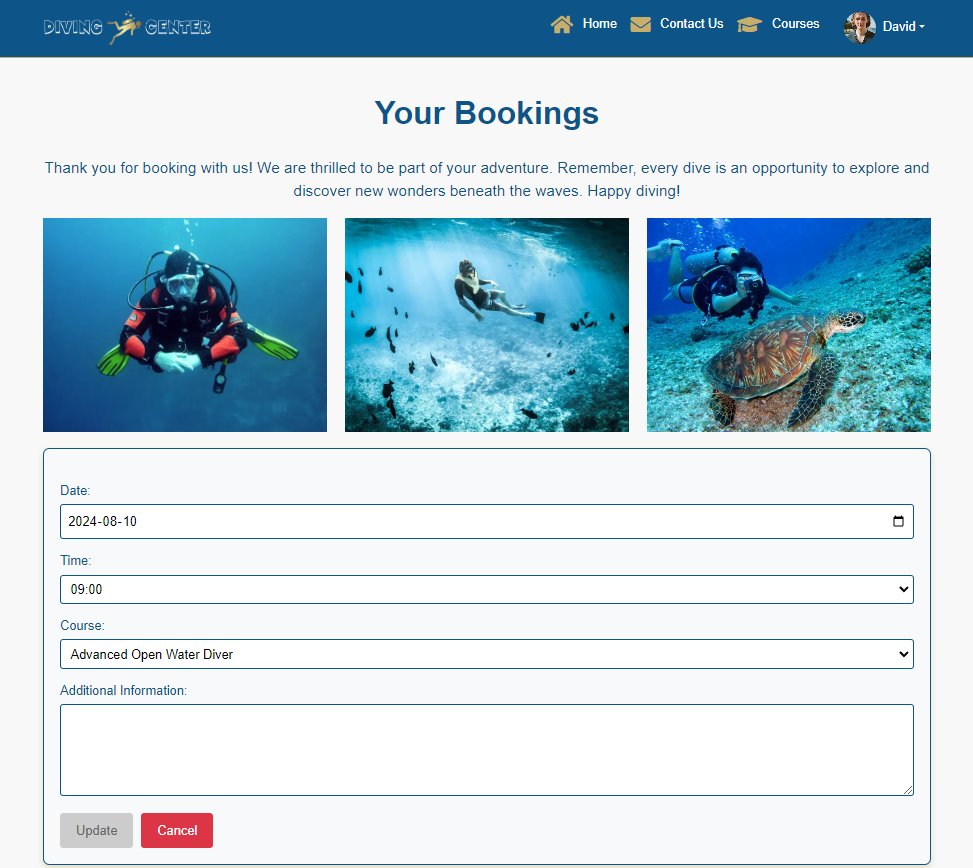 DIVING CENTER
Home
Contact Us
Courses
David
Your Bookings
Thank you for booking with us! We are thrilled to be part of your adventure. Remember, every dive is an opportunity to explore and
discover new wonders beneath the waves. Happy diving!
Date:
2024-08-10
Time:
09:00
Course:
Advanced Open Water Diver
Additional Information:
Update
Cancel